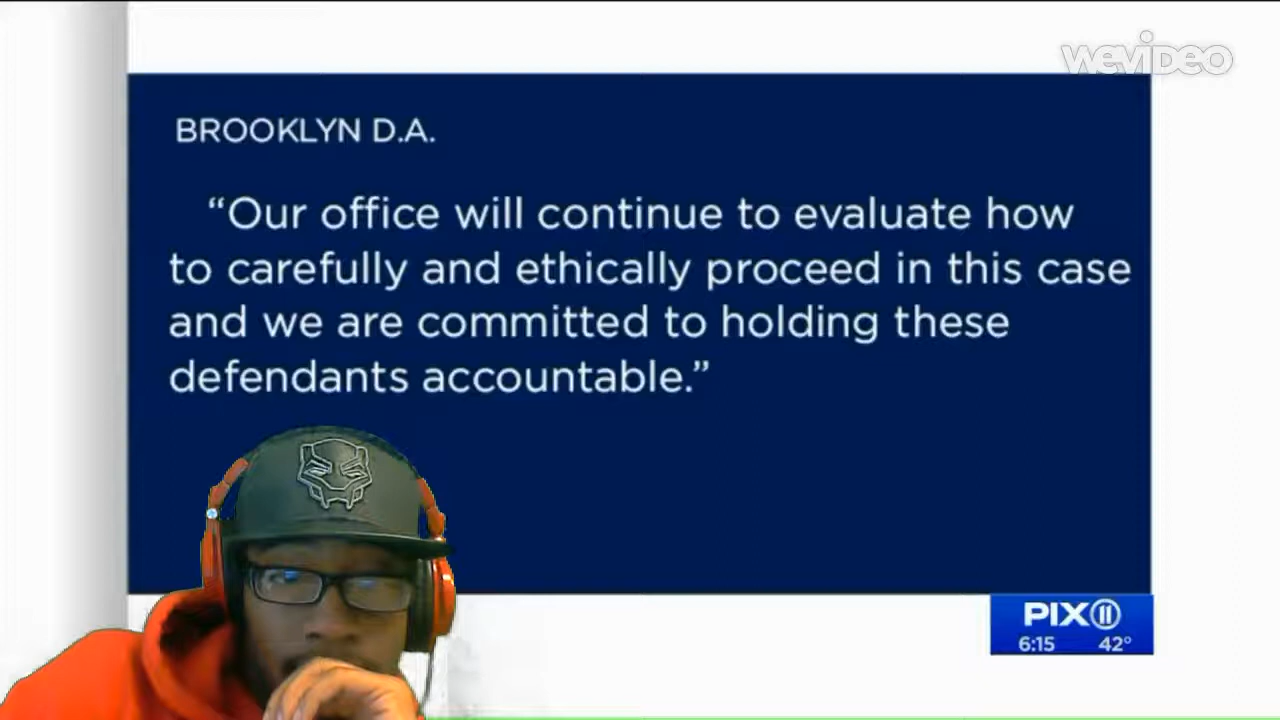 wevideo
BROOKLYN D.A.
“Our office will continue to evaluate how
to carefully and ethically proceed in this case
and we are committed to holding these
defendants accountable.”
PIX11
6:15 42°